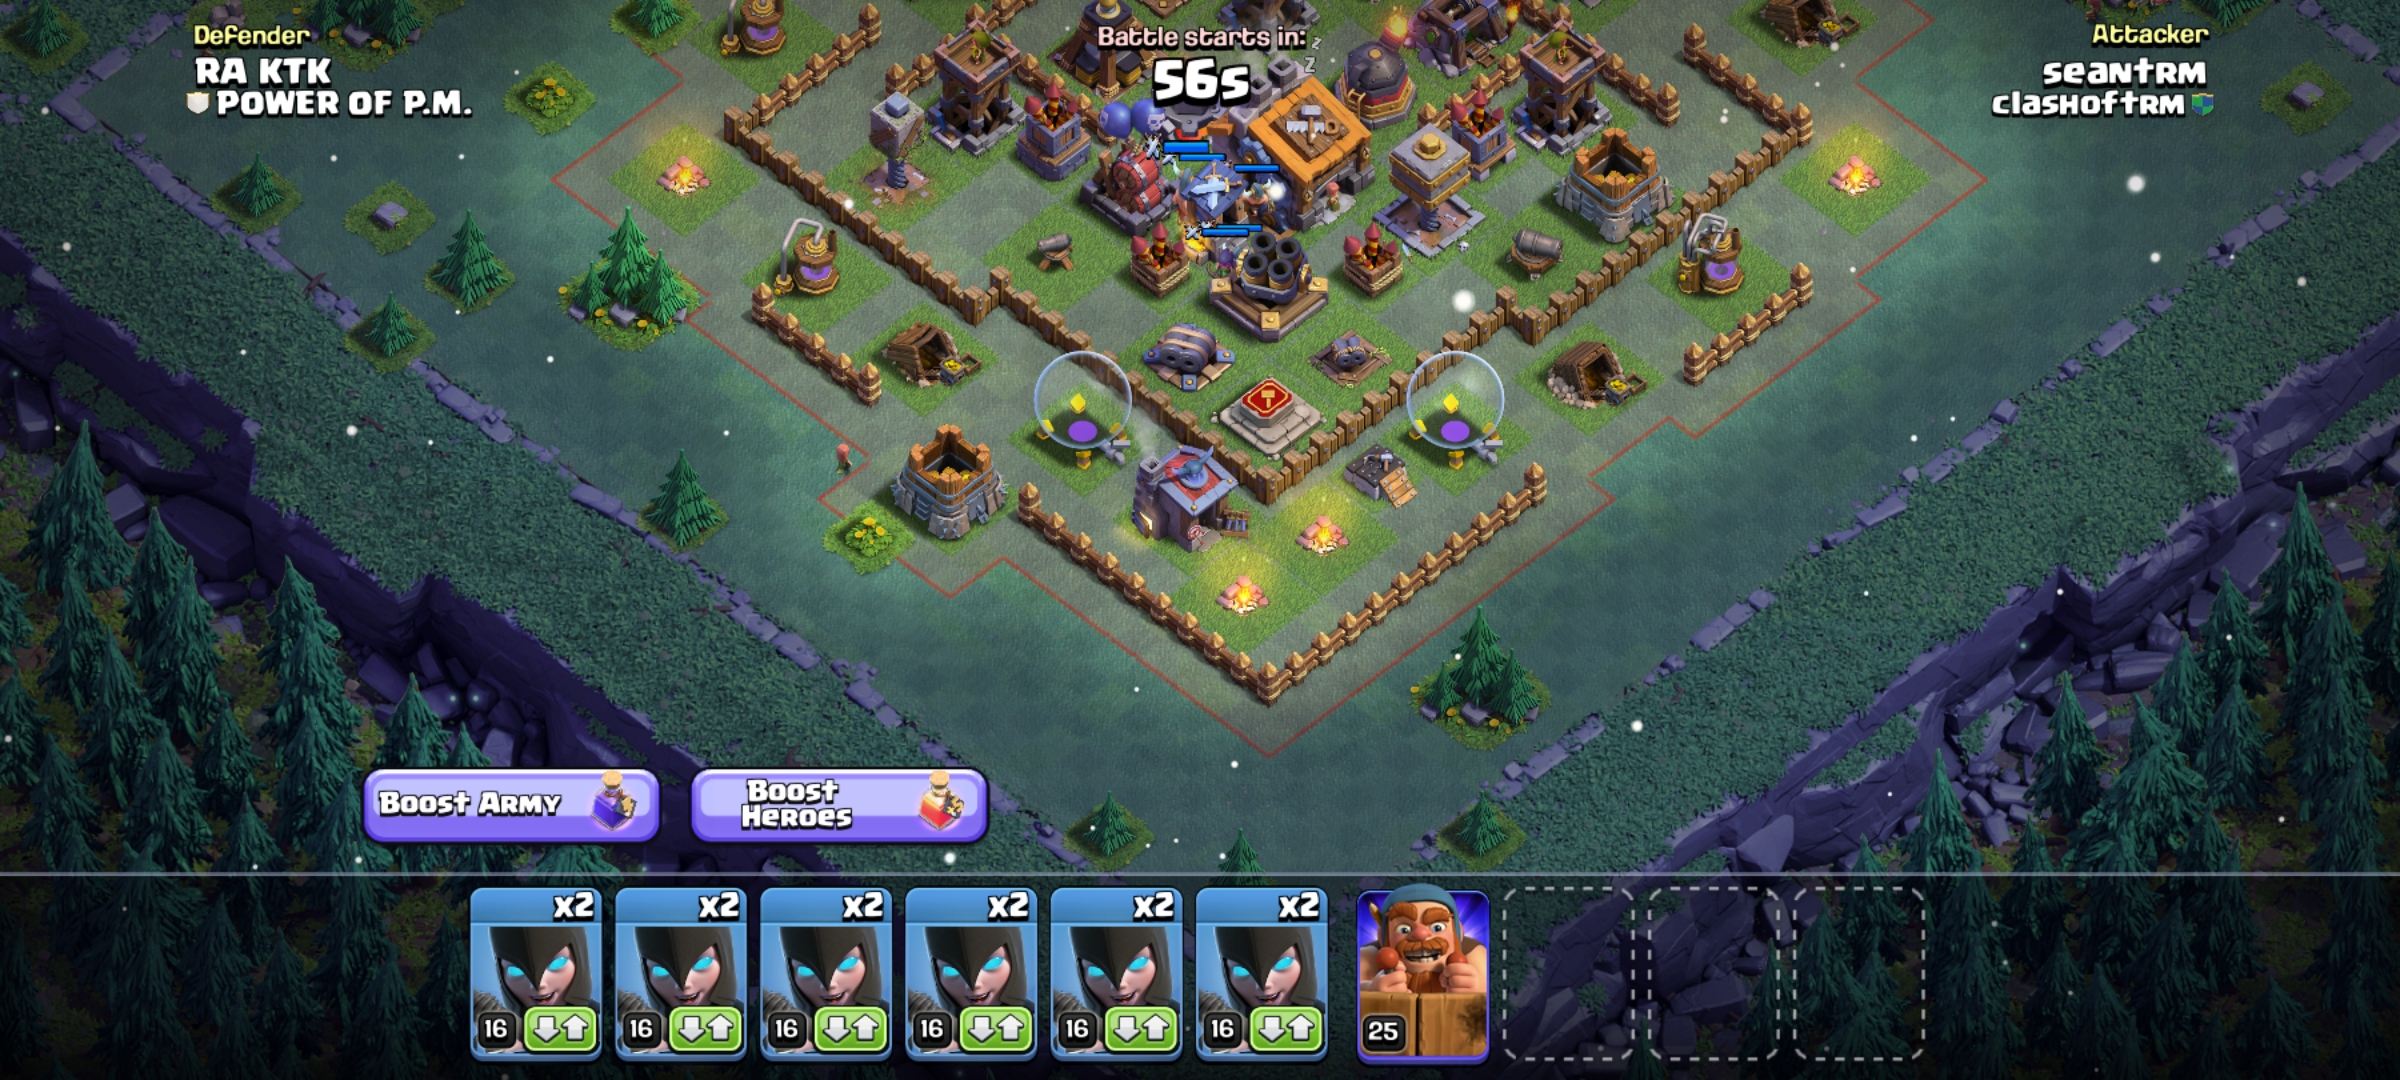 Defender
RA KTK
POWER OF P.M.
Battle starts in:
56s
Attacker
seantRM
clashoftRM
Boost Army
Boost
Heroes
x2
x2
x2
x2
x2
x2
16
16
16
16
16
16
25